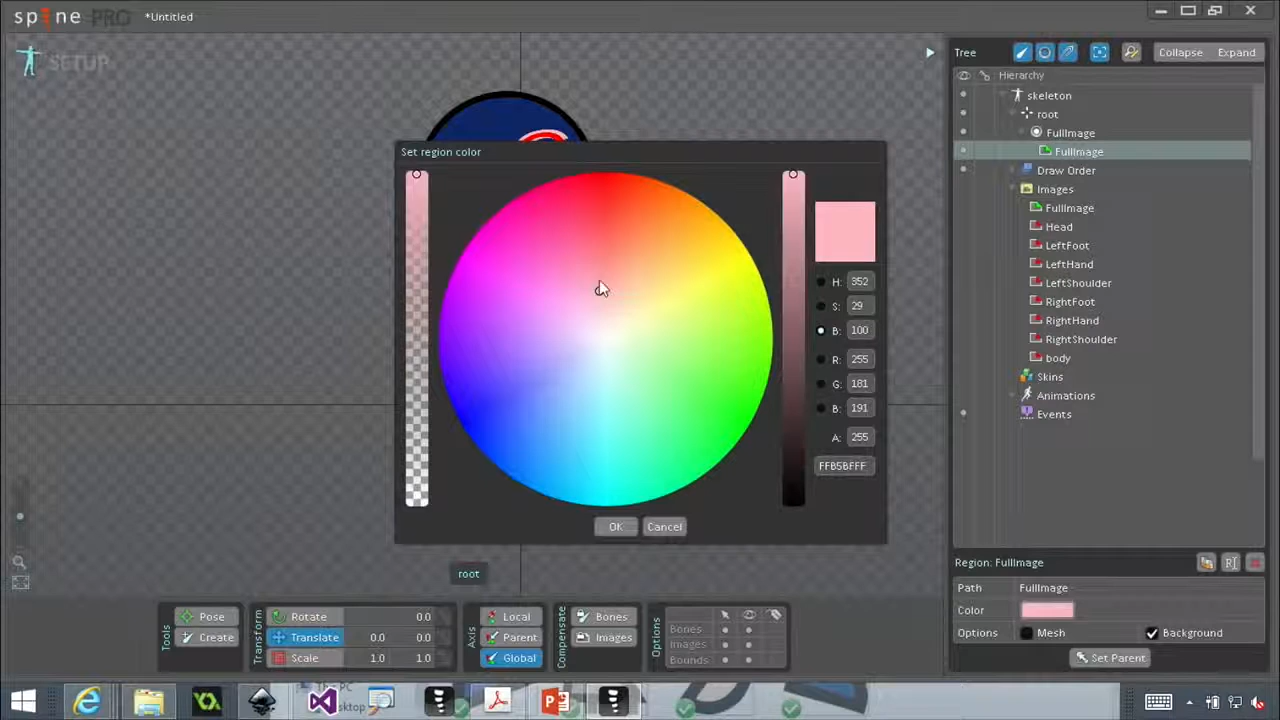 spine PRO
*Untitled
SETUP
Tree
Collapse
Expand
Hierarchy
skeleton
root
FullImage
FullImage
Draw Order
Images
FullImage
Head
LeftFoot
LeftHand
LeftShoulder
RightFoot
RightHand
RightShoulder
body
Skins
Animations
Events
Set region color
H: 352
S: 29
B: 100
R: 255
G: 181
B: 191
A: 255
FFB5BFFF
OK
Cancel
root
Region: FullImage
Path FullImage
Color
Options Mesh Background
Set Parent
Tools
Pose
Create
Transform
Rotate 0.0
Translate 0.0 0.0
Scale 1.0 1.0
Axis
Local
Parent
Global
Compensate
Bones
Images
Options
Bones
Images
Bounds